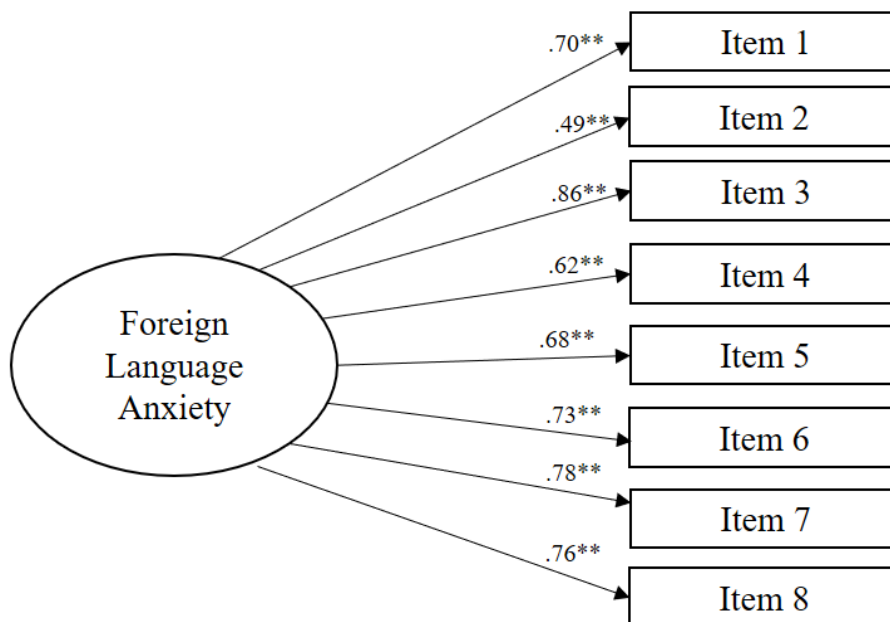 .70**
Item 1
.49**
Item 2
.86**
Item 3
.62**
Item 4
Foreign
Language
Anxiety
.68**
Item 5
.73**
Item 6
.78**
Item 7
.76**
Item 8